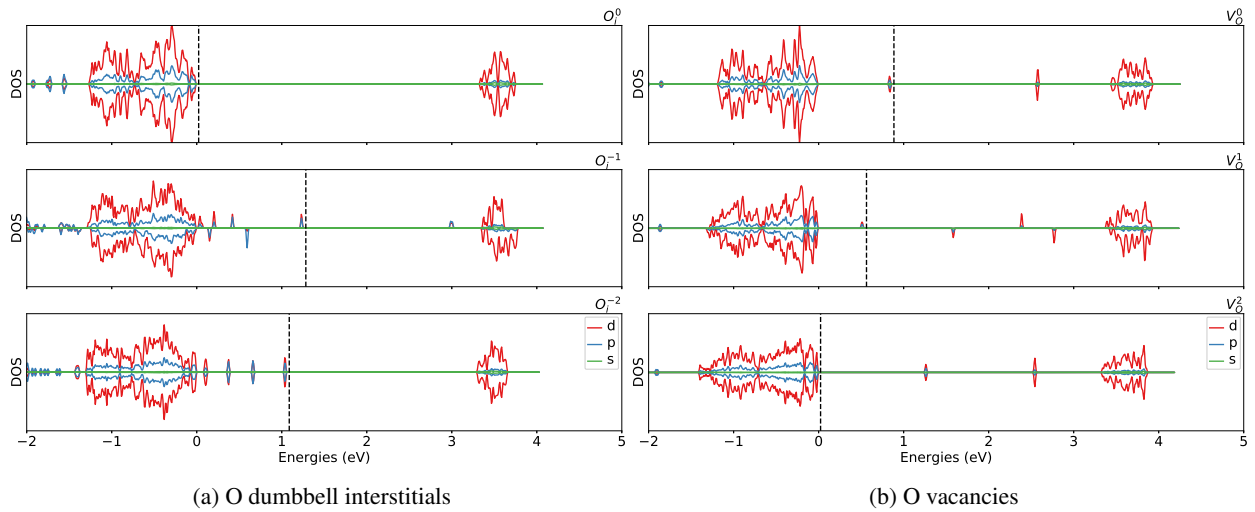 O_i^0
DOS
O_i^{-1}
DOS
O_i^{-2}
DOS
d
p
s
−2 −1 0 1 2 3 4 5
Energies (eV)
(a) O dumbbell interstitials
V_O^0
DOS
V_O^1
DOS
V_O^2
DOS
d
p
s
−2 −1 0 1 2 3 4 5
Energies (eV)
(b) O vacancies